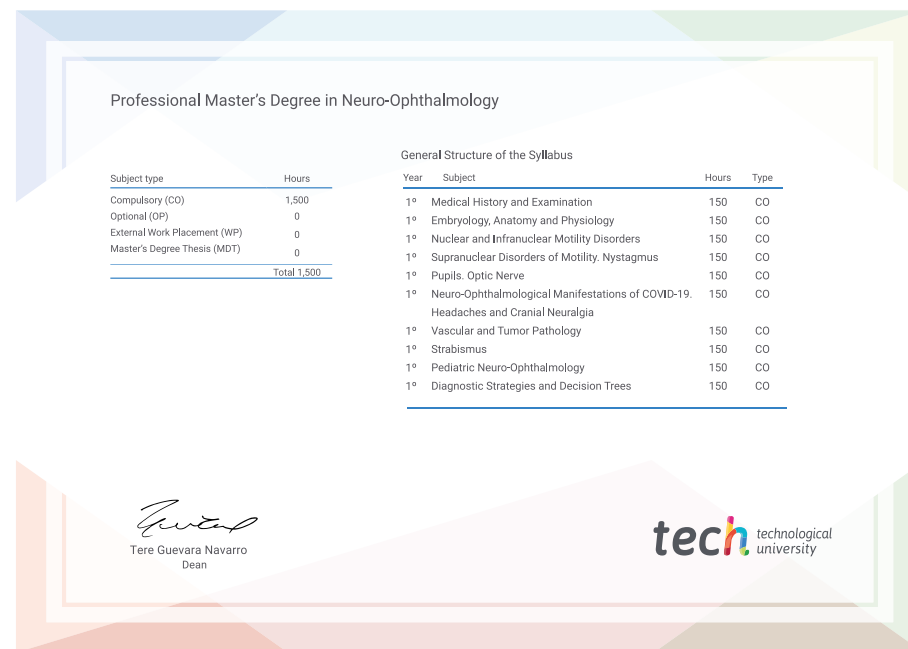 Professional Master's Degree in Neuro-Ophthalmology
Subject type Hours
Compulsory (CO) 1,500
Optional (OP) 0
External Work Placement (WP) 0
Master's Degree Thesis (MDT) 0
Total 1,500
General Structure of the Syllabus
Year Subject Hours Type
1º Medical History and Examination 150 CO
1º Embryology, Anatomy and Physiology 150 CO
1º Nuclear and Infranuclear Motility Disorders 150 CO
1º Supranuclear Disorders of Motility. Nystagmus 150 CO
1º Pupils. Optic Nerve 150 CO
1º Neuro-Ophthalmological Manifestations of COVID-19. 150 CO
Headaches and Cranial Neuralgia
1º Vascular and Tumor Pathology 150 CO
1º Strabismus 150 CO
1º Pediatric Neuro-Ophthalmology 150 CO
1º Diagnostic Strategies and Decision Trees 150 CO
Tere Guevara Navarro
Dean
tech technological
university